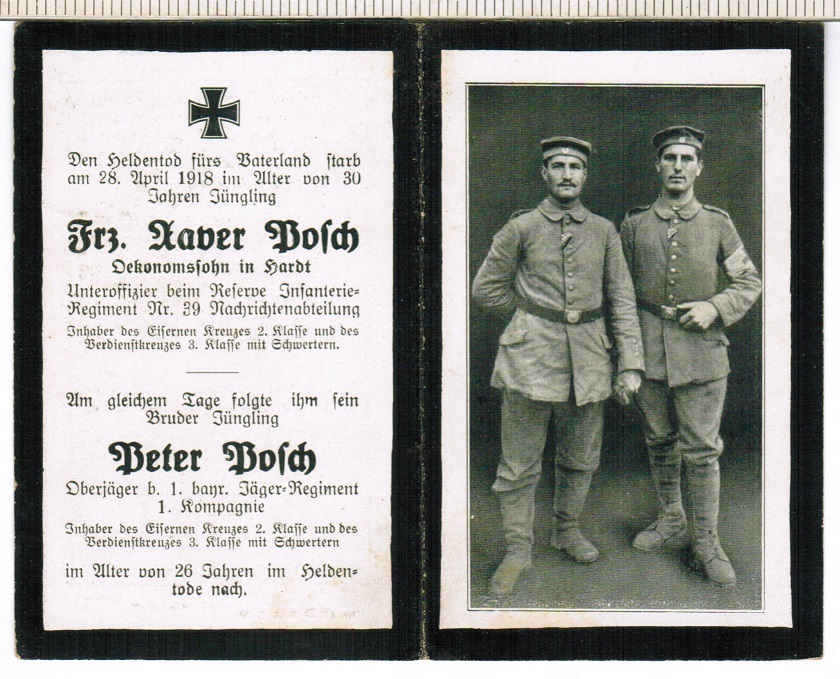 Den Heldentod fürs Vaterland starb
am 28. April 1918 im Alter von 30
Jahren Jüngling
Frz. Xaver Bosch
Oekonomssohn in Hardt
Unteroffizier beim Reserve Infanterie-
Regiment Nr. 39 Nachrichtenabteilung
Inhaber des Eisernen Kreuzes 2. Klasse und des
Verdienstkreuzes 3. Klasse mit Schwertern.
Am gleichem Tage folgte ihm sein
Bruder Jüngling
Peter Bosch
Oberjäger b. 1. bayr. Jäger-Regiment
1. Kompagnie
Inhaber des Eisernen Kreuzes 2. Klasse und des
Verdienstkreuzes 3. Klasse mit Schwertern
im Alter von 26 Jahren im Helden-
tode nach.